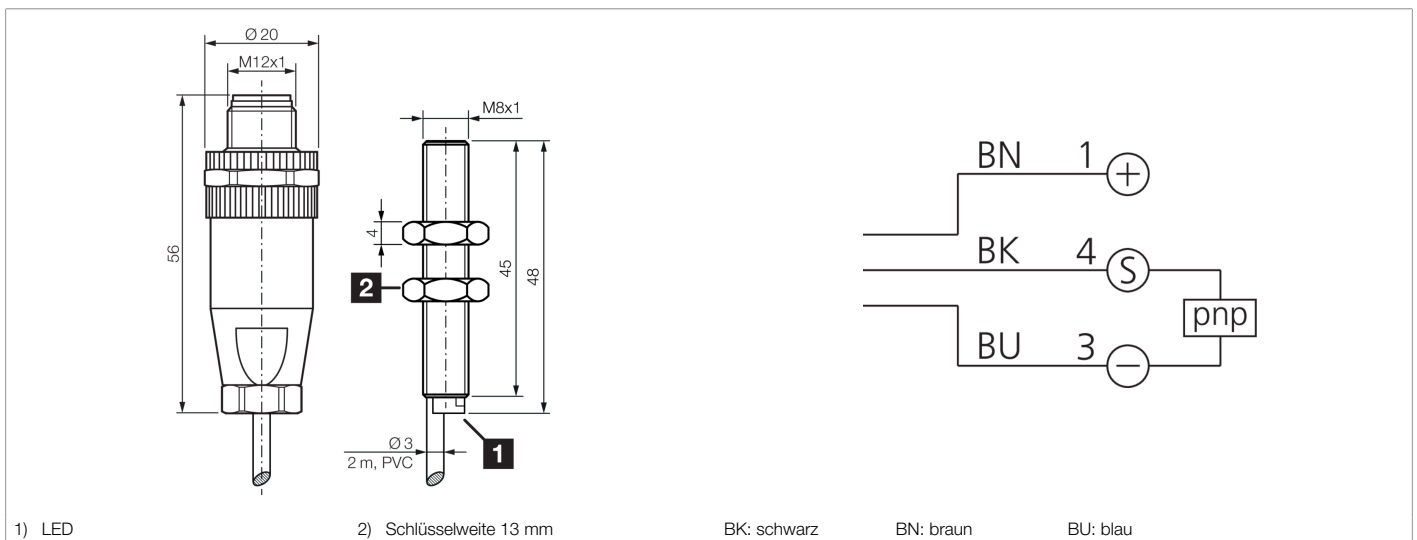 Ø 20
M12x1
56
M8x1
4
45
48
2
Ø 3
2 m, PVC
1
BN 1
+
BK 4
S
pnp
BU 3
−
1) LED
2) Schlüsselweite 13 mm
BK: schwarz
BN: braun
BU: blau